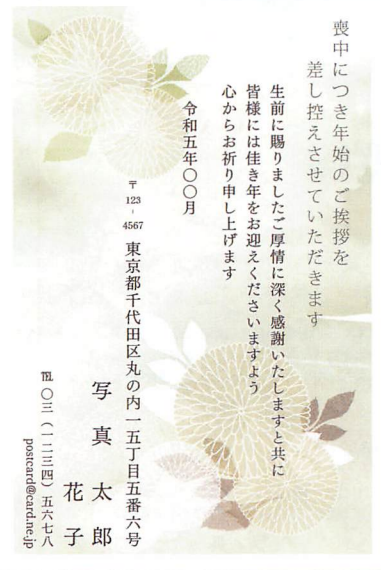 喪中につき年始のご挨拶を
差し控えさせていただきます
生前に賜りましたご厚情に深く感謝いたしますと共に
皆様には佳き年をお迎えくださいますよう
心からお祈り申し上げます
令和五年〇〇月
〒123-4567 東京都千代田区丸の内一五丁目五番六号
写真 太郎
花子
℡ 〇三(一二三四)五六七八
postcard@card.ne.jp